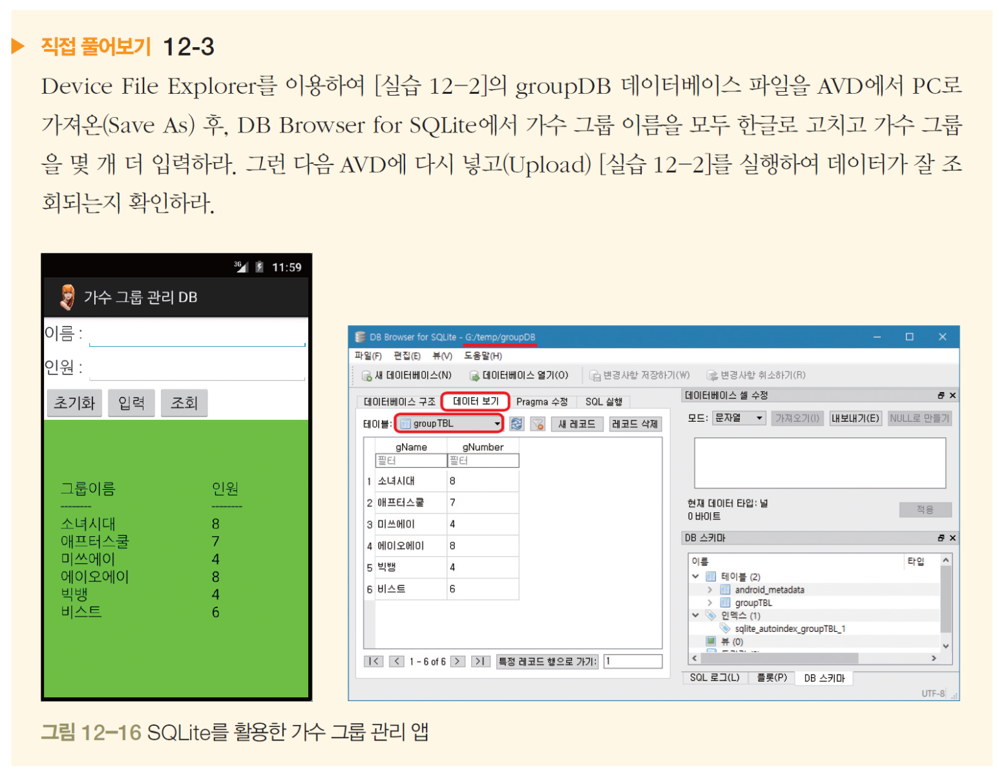 직접 풀어보기 12-3
Device File Explorer를 이용하여 [실습 12-2]의 groupDB 데이터베이스 파일을 AVD에서 PC로
가져온(Save As) 후, DB Browser for SQLite에서 가수 그룹 이름을 모두 한글로 고치고 가수 그룹
을 몇 개 더 입력하라. 그런 다음 AVD에 다시 넣고(Upload) [실습 12-2]를 실행하여 데이터가 잘 조
회되는지 확인하라.
3G 11:59
가수 그룹 관리 DB
이름 :
인원 :
초기화 입력 조회
그룹이름 인원
-------- --------
소녀시대 8
애프터스쿨 7
미쓰에이 4
에이오에이 8
빅뱅 4
비스트 6
DB Browser for SQLite - G:/temp/groupDB
파일(F) 편집(E) 뷰(V) 도움말(H)
새 데이터베이스(N) 데이터베이스 열기(O) 변경사항 저장하기(W) 변경사항 취소하기(R)
데이터베이스 구조 데이터 보기 Pragma 수정 SQL 실행
테이블: groupTBL 새 레코드 레코드 삭제
gName gNumber
필터 필터
1 소녀시대 8
2 애프터스쿨 7
3 미쓰에이 4
4 에이오에이 8
5 빅뱅 4
6 비스트 6
|< < 1 - 6 of 6 > >| 특정 레코드 행으로 가기: 1
데이터베이스 셀 수정
모드: 문자열 가져오기(I) 내보내기(E) NULL로 만들기
현재 데이터 타입: 널
0 바이트
적용
DB 스키마
이름 타입
테이블 (2)
android_metadata
groupTBL
인덱스 (1)
sqlite_autoindex_groupTBL_1
뷰 (0)
SQL 로그(L) 플롯(P) DB 스키마
UTF-8
그림 12-16 SQLite를 활용한 가수 그룹 관리 앱